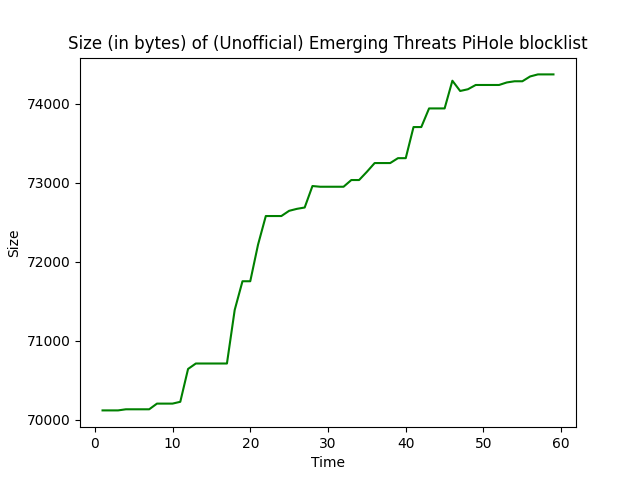 Size (in bytes) of (Unofficial) Emerging Threats PiHole blocklist
74000
73000
72000
71000
70000
Size
0 10 20 30 40 50 60
Time